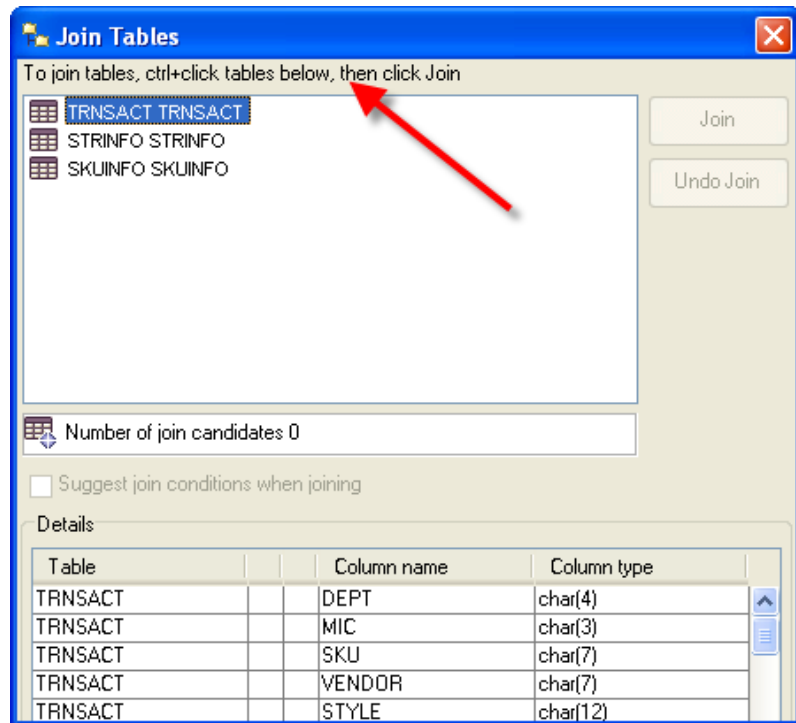 Join Tables
To join tables, ctrl+click tables below, then click Join
TRNSACT TRNSACT
STRINFO STRINFO
SKUINFO SKUINFO
Join
Undo Join
Number of join candidates 0
Suggest join conditions when joining
Details
Table Column name Column type
TRNSACT DEPT char(4)
TRNSACT MIC char(3)
TRNSACT SKU char(7)
TRNSACT VENDOR char(7)
TRNSACT STYLE char(12)